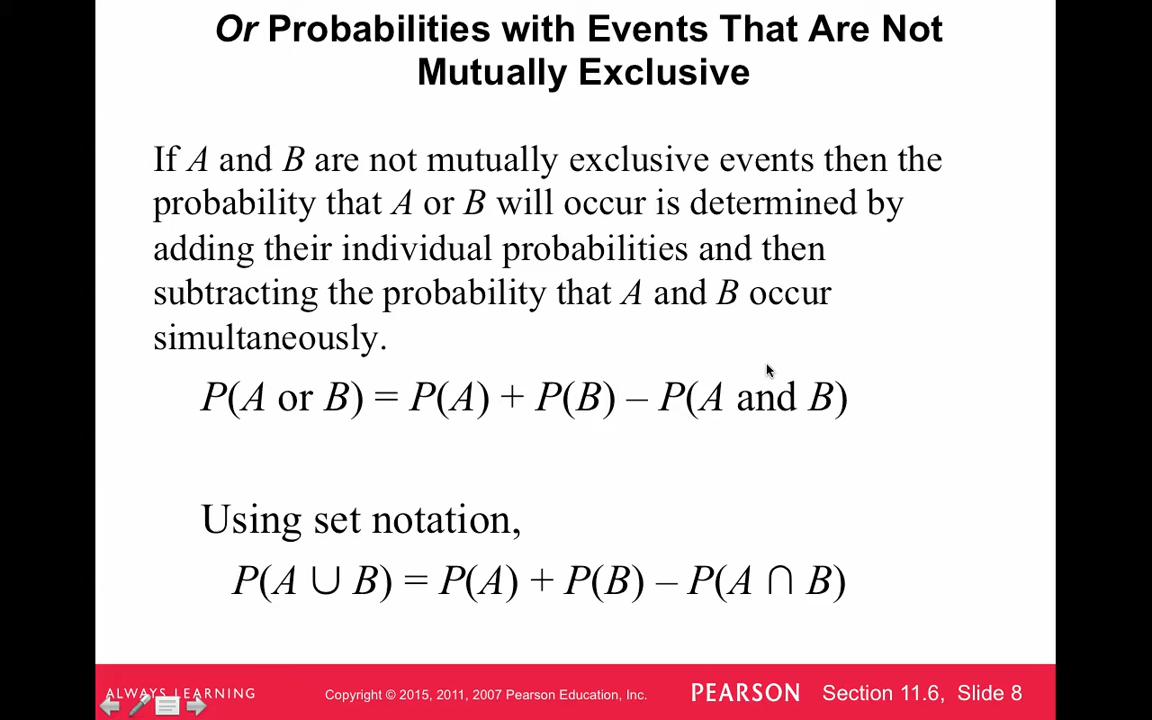 Or Probabilities with Events That Are Not
Mutually Exclusive
If A and B are not mutually exclusive events then the
probability that A or B will occur is determined by
adding their individual probabilities and then
subtracting the probability that A and B occur
simultaneously.
P(A or B) = P(A) + P(B) – P(A and B)
Using set notation,
P(A ∪ B) = P(A) + P(B) – P(A ∩ B)
ALWAYS LEARNING Copyright © 2015, 2011, 2007 Pearson Education, Inc. PEARSON Section 11.6, Slide 8